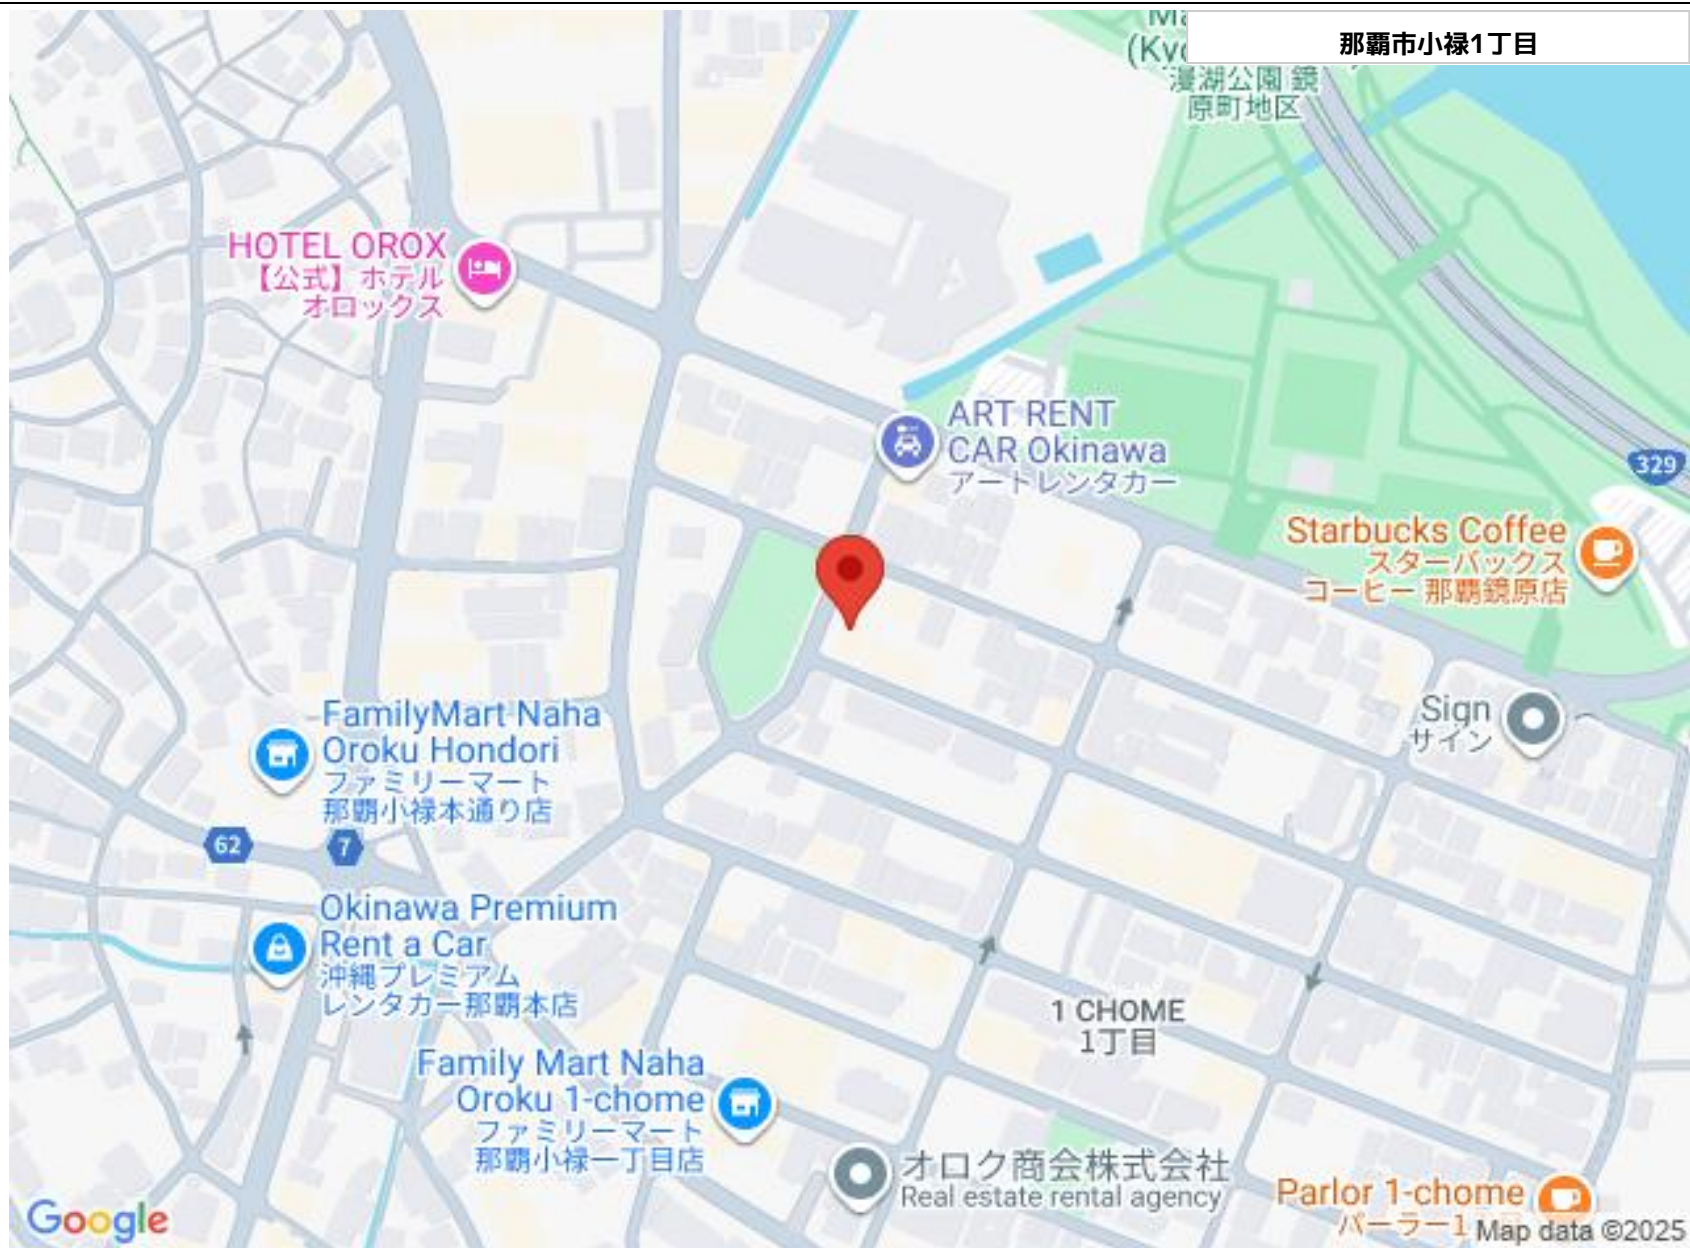 那覇市小禄1丁目
漫湖公園 鏡
原町地区
HOTEL OROX
【公式】ホテル
オロックス
ART RENT
CAR Okinawa
アートレンタカー
329
Starbucks Coffee
スターバックス
コーヒー 那覇鏡原店
FamilyMart Naha
Oroku Hondori
ファミリーマート
那覇小禄本通り店
Sign
サイン
62
7
Okinawa Premium
Rent a Car
沖縄プレミアム
レンタカー那覇本店
1 CHOME
1丁目
Family Mart Naha
Oroku 1-chome
ファミリーマート
那覇小禄一丁目店
オロク商会株式会社
Real estate rental agency
Parlor 1-chome
パーラー1
Google
Map data ©2025